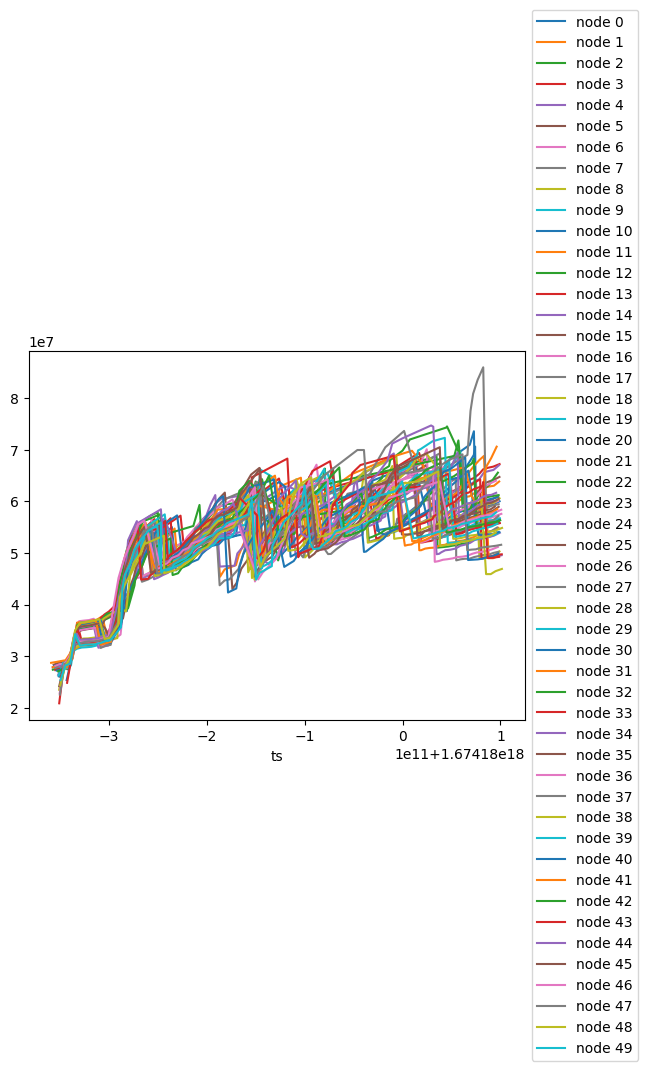 1e7
8
7
6
5
4
3
2
−3
−2
−1
0
1
1e11+1.67418e18
ts
node 0
node 1
node 2
node 3
node 4
node 5
node 6
node 7
node 8
node 9
node 10
node 11
node 12
node 13
node 14
node 15
node 16
node 17
node 18
node 19
node 20
node 21
node 22
node 23
node 24
node 25
node 26
node 27
node 28
node 29
node 30
node 31
node 32
node 33
node 34
node 35
node 36
node 37
node 38
node 39
node 40
node 41
node 42
node 43
node 44
node 45
node 46
node 47
node 48
node 49